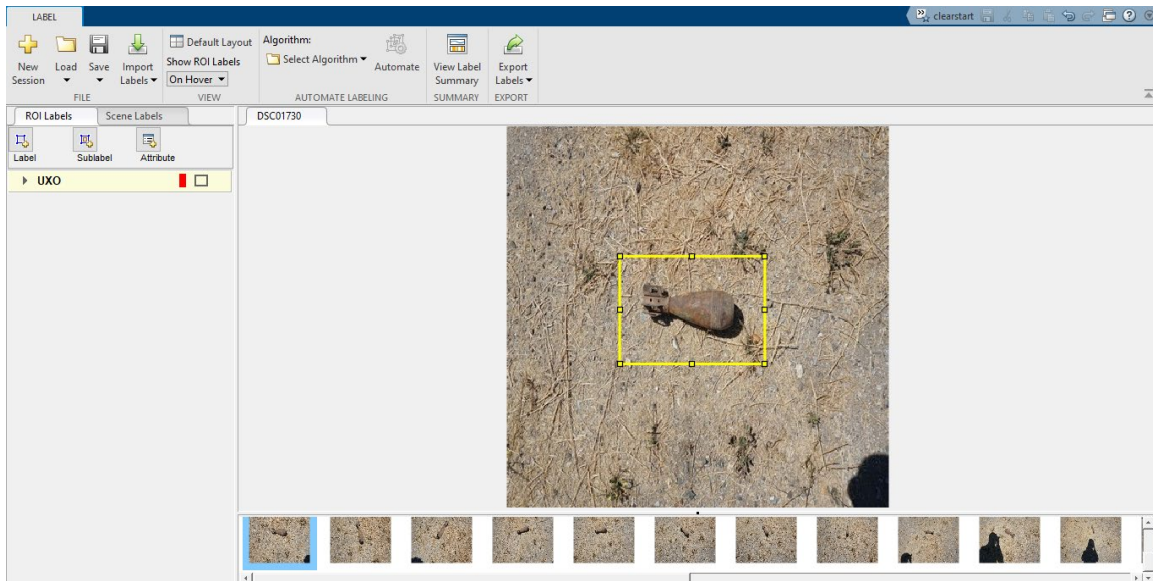 LABEL
clearstart
New Session
Load
Save
Import Labels
Default Layout
Show ROI Labels
On Hover
Algorithm:
Select Algorithm
Automate
View Label Summary
Export Labels
FILE
VIEW
AUTOMATE LABELING
SUMMARY
EXPORT
ROI Labels
Scene Labels
DSC01730
Label
Sublabel
Attribute
UXO